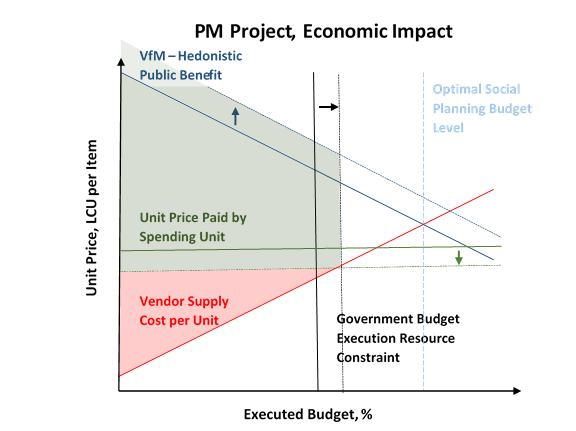 PM Project, Economic Impact
VfM – Hedonistic
Public Benefit
Optimal Social
Planning Budget
Level
Unit Price Paid by
Spending Unit
Vendor Supply
Cost per Unit
Government Budget
Execution Resource
Constraint
Unit Price, LCU per Item
Executed Budget, %